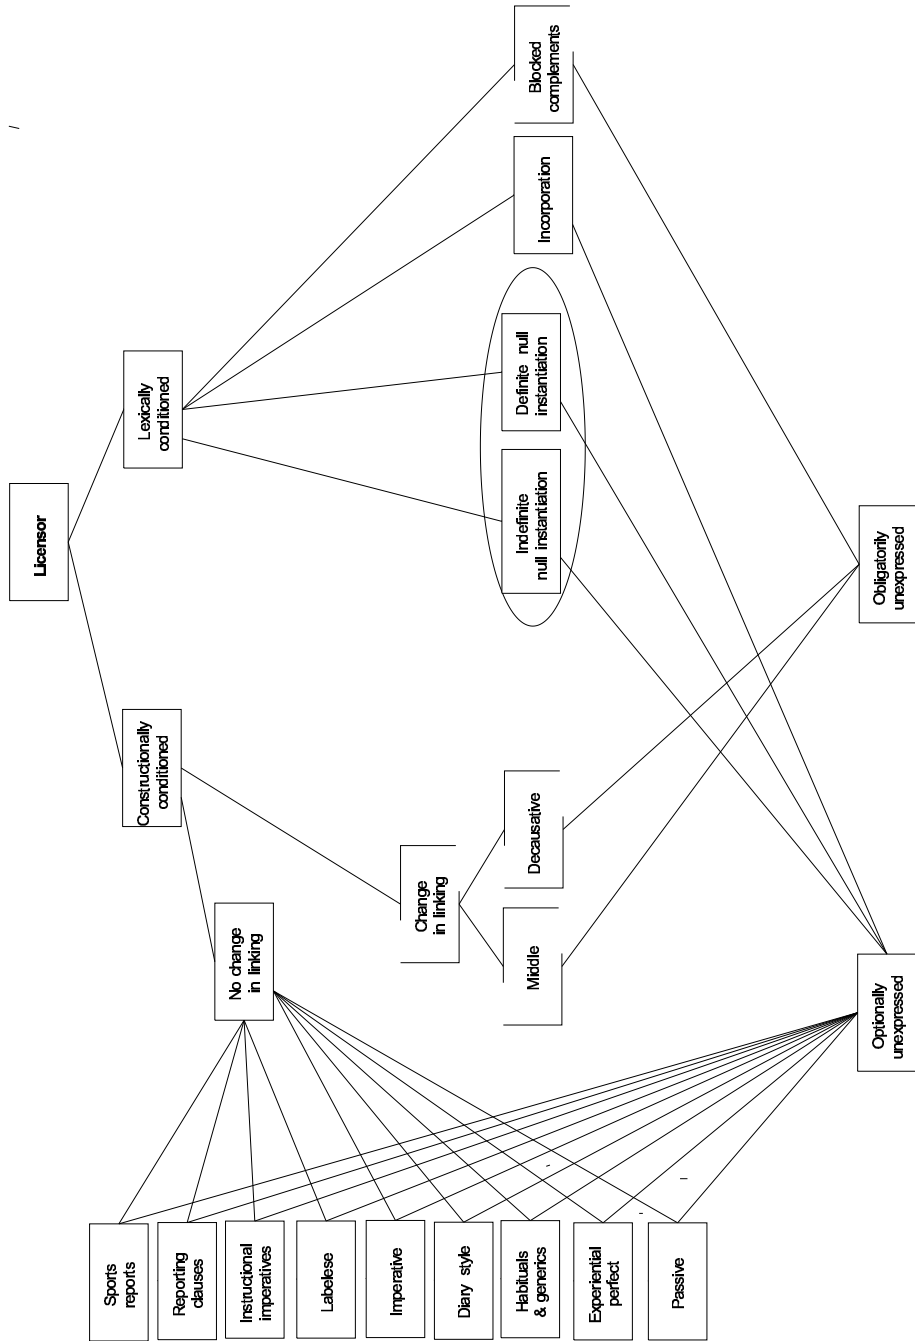 Licensor
Constructionally
conditioned
Lexically
conditioned
No change
in linking
Change
in linking
Middle
Decausative
Indefinite
null instantiation
Definite null
instantiation
Incorporation
Blocked
complements
Sports
reports
Reporting
clauses
Instructional
imperatives
Labelese
Imperative
Diary style
Habituals
& generics
Experiential
perfect
Passive
Optionally
unexpressed
Obligatorily
unexpressed